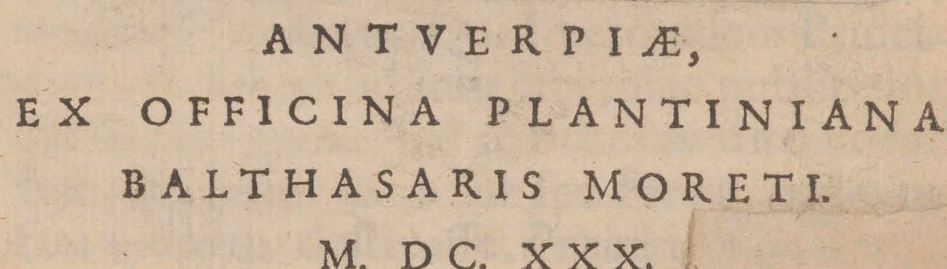 ANTVERPIÆ,
EX OFFICINA PLANTINIANA
BALTHASARIS MORETI.
M. DC. XXX.